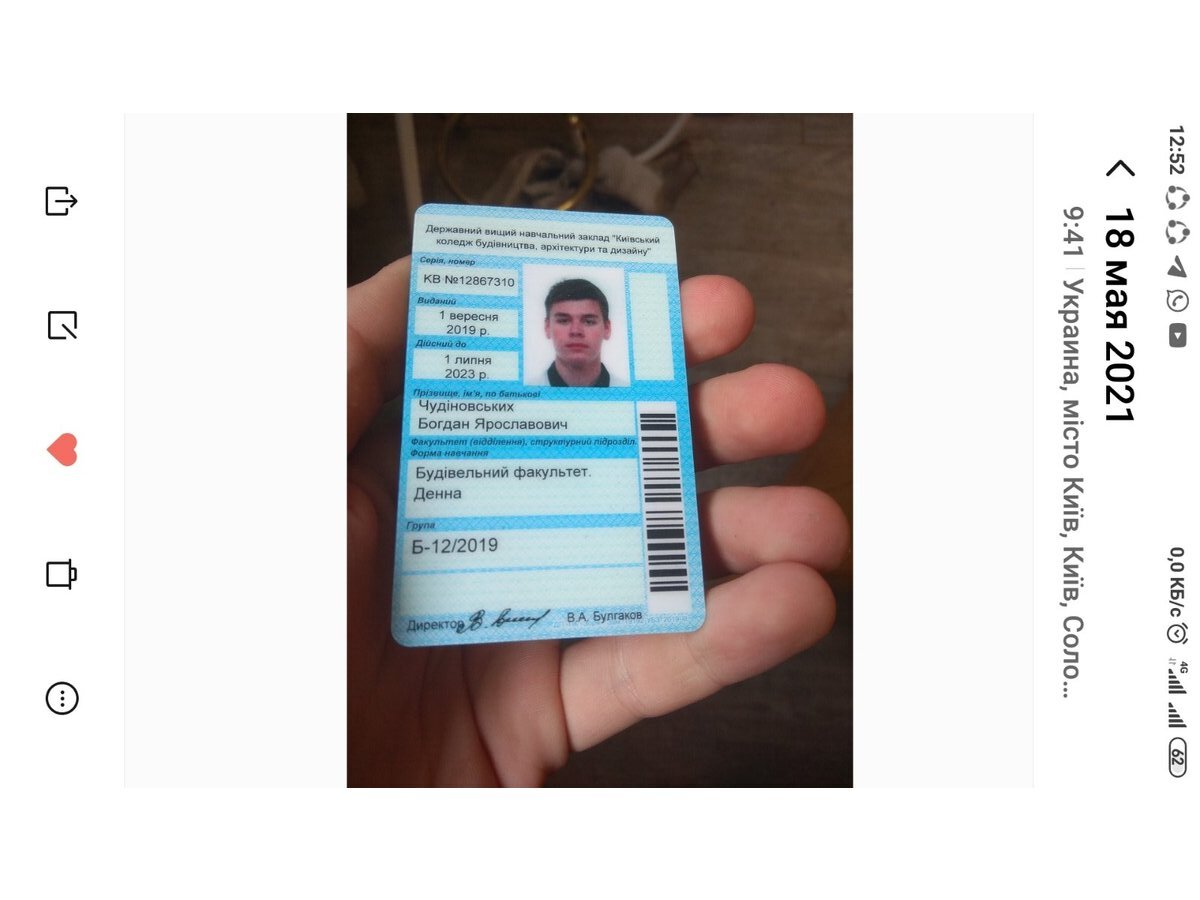 12:52
0,0 КБ/с
4G
62
18 мая 2021
9:41 | Украина, місто Київ, Київ, Соло...
Державний вищий навчальний заклад "Київський
коледж будівництва, архітектури та дизайну"
Серія, номер
КВ №12867310
Виданий
1 вересня
2019 р.
Дійсний до
1 липня
2023 р.
Прізвище, ім'я, по батькові
Чудіновських
Богдан Ярославович
Факультет (відділення), структурний підрозділ.
Форма навчання
Будівельний факультет.
Денна
Група
Б-12/2019
Директор
В.А. Булгаков